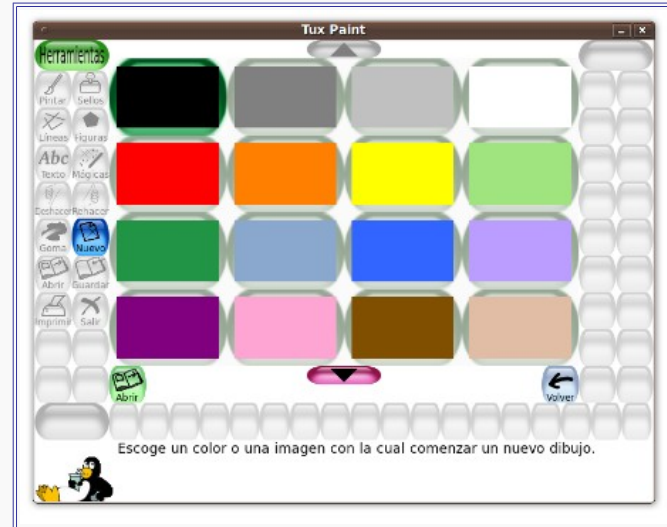 Tux Paint
Herramientas
Pintar Sellos
Líneas Figuras
Abc
Texto Mágicas
Deshacer Rehacer
Goma Nuevo
Abrir Guardar
Imprimir Salir
Abrir
Volver
Escoge un color o una imagen con la cual comenzar un nuevo dibujo.